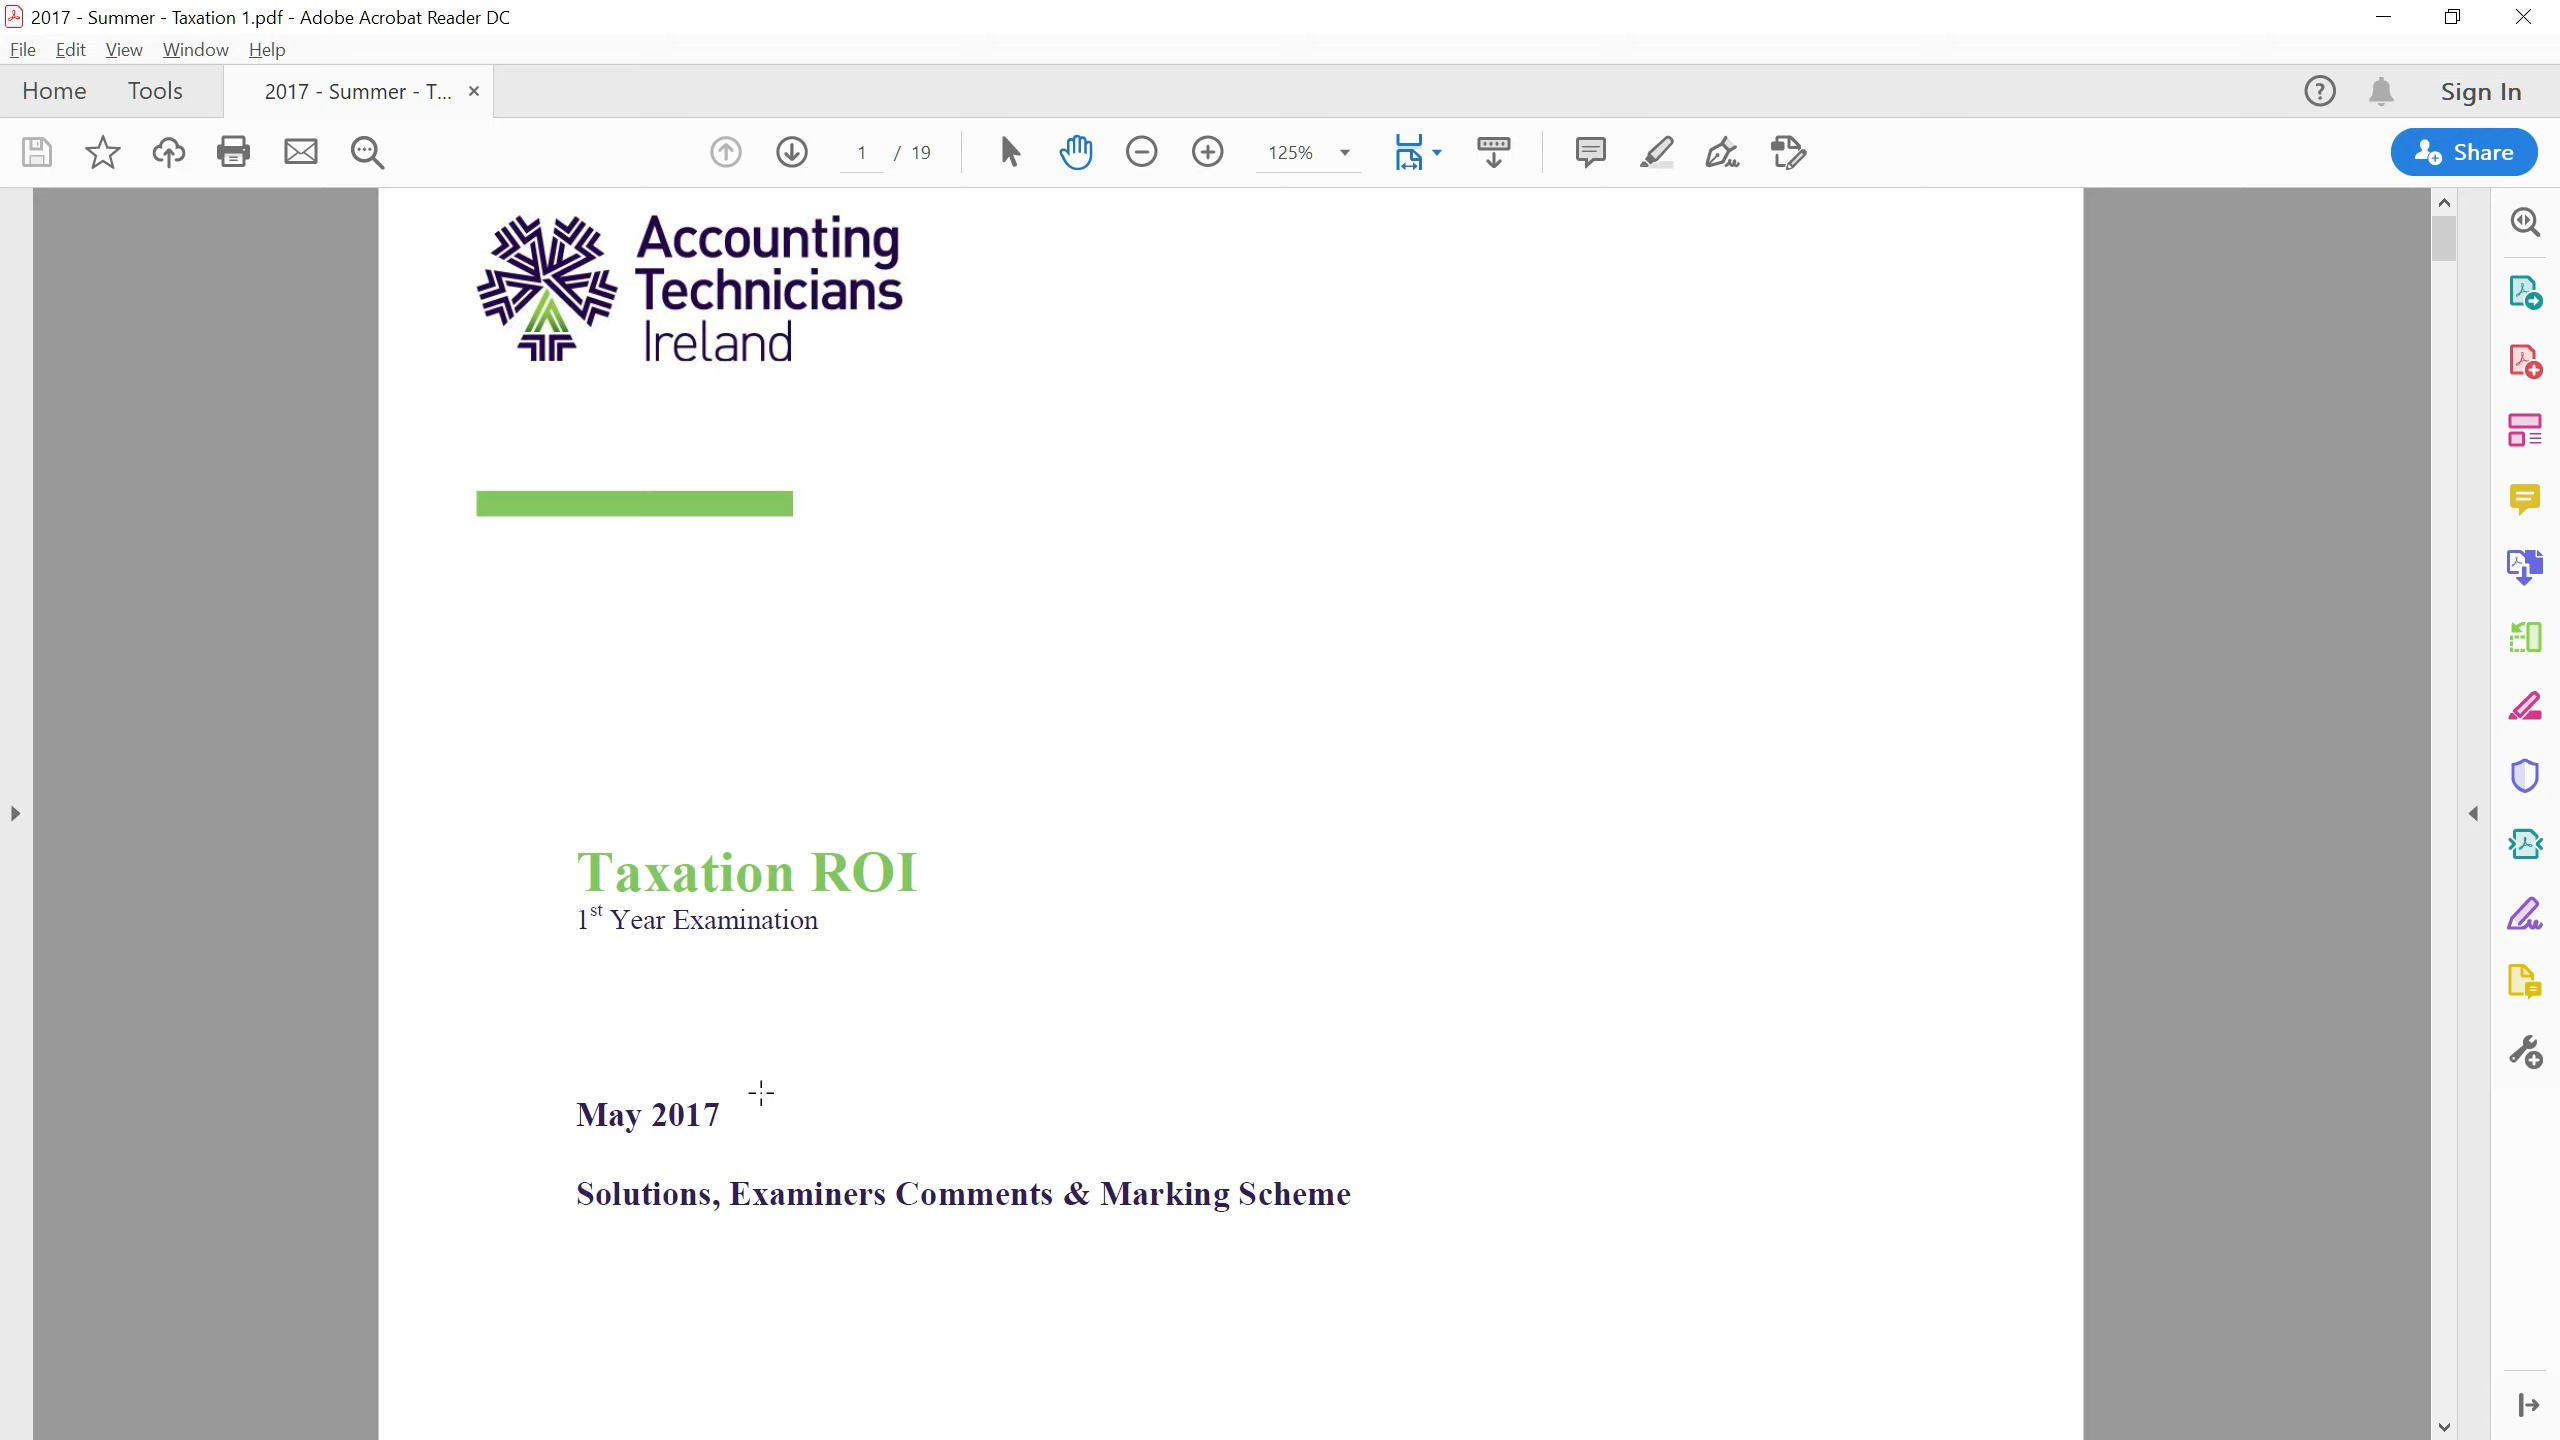 2017 - Summer - Taxation 1.pdf - Adobe Acrobat Reader DC
File Edit View Window Help
Home Tools 2017 - Summer - T... × Sign In
1 / 19 125% Share
Accounting
Technicians
Ireland
Taxation ROI
1st Year Examination
May 2017
Solutions, Examiners Comments & Marking Scheme